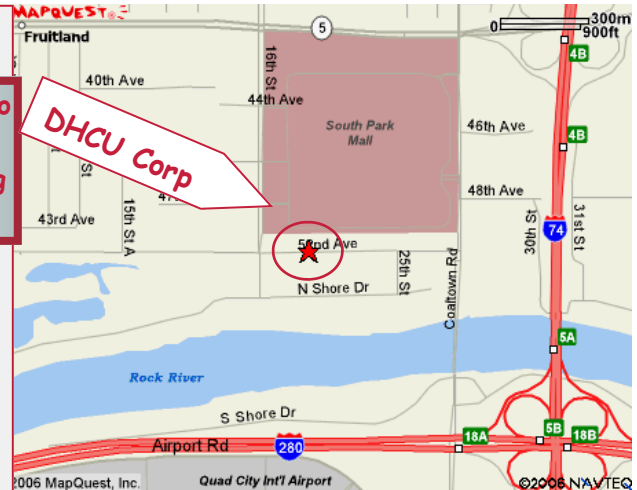 MAPQUEST
Fruitland
5
0 300m
900ft
4B
16th St
40th Ave
44th Ave
o
g
DHCU Corp
South Park
Mall
46th Ave
4B
St
48th Ave
15th St A
43rd Ave
30th St
31st St
74
52nd Ave
25th St
Coaltown Rd
N Shore Dr
5A
Rock River
S Shore Dr
18A
5B
18B
Airport Rd
280
Quad City Int'l Airport
2006 MapQuest, Inc.
©2006 NAVTEQ